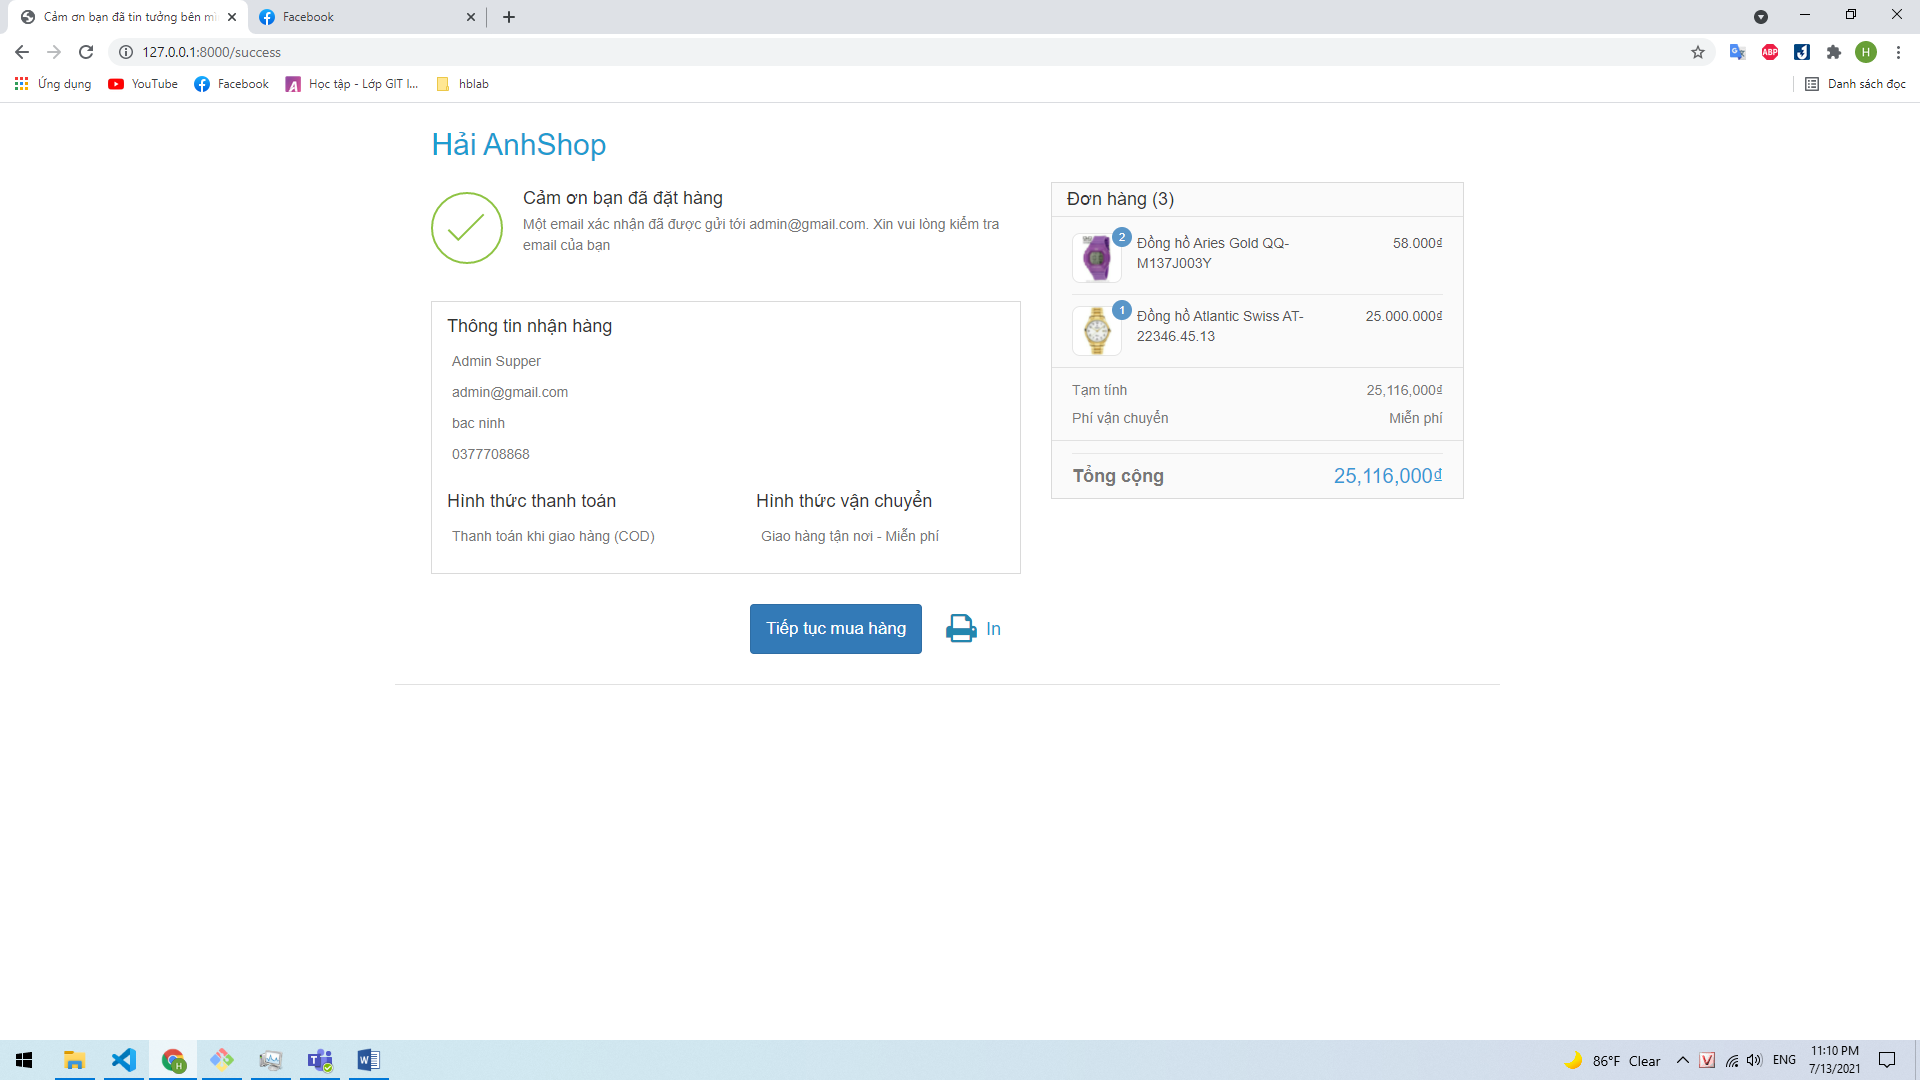 Cảm ơn bạn đã tin tưởng bên mì
Facebook
127.0.0.1:8000/success
ABP
H
Ứng dụng
YouTube
Facebook
Học tập - Lớp GIT I...
hblab
Danh sách đọc
Hải AnhShop
Cảm ơn bạn đã đặt hàng
Một email xác nhận đã được gửi tới admin@gmail.com. Xin vui lòng kiểm tra
email của bạn
Thông tin nhận hàng
Admin Supper
admin@gmail.com
bac ninh
0377708868
Hình thức thanh toán
Thanh toán khi giao hàng (COD)
Hình thức vận chuyển
Giao hàng tận nơi - Miễn phí
Tiếp tục mua hàng
In
Đơn hàng (3)
2
Đồng hồ Aries Gold QQ-
M137J003Y
58.000₫
1
Đồng hồ Atlantic Swiss AT-
22346.45.13
25.000.000₫
Tạm tính
25,116,000₫
Phí vận chuyển
Miễn phí
Tổng cộng
25,116,000₫
86°F Clear
ENG
11:10 PM
7/13/2021